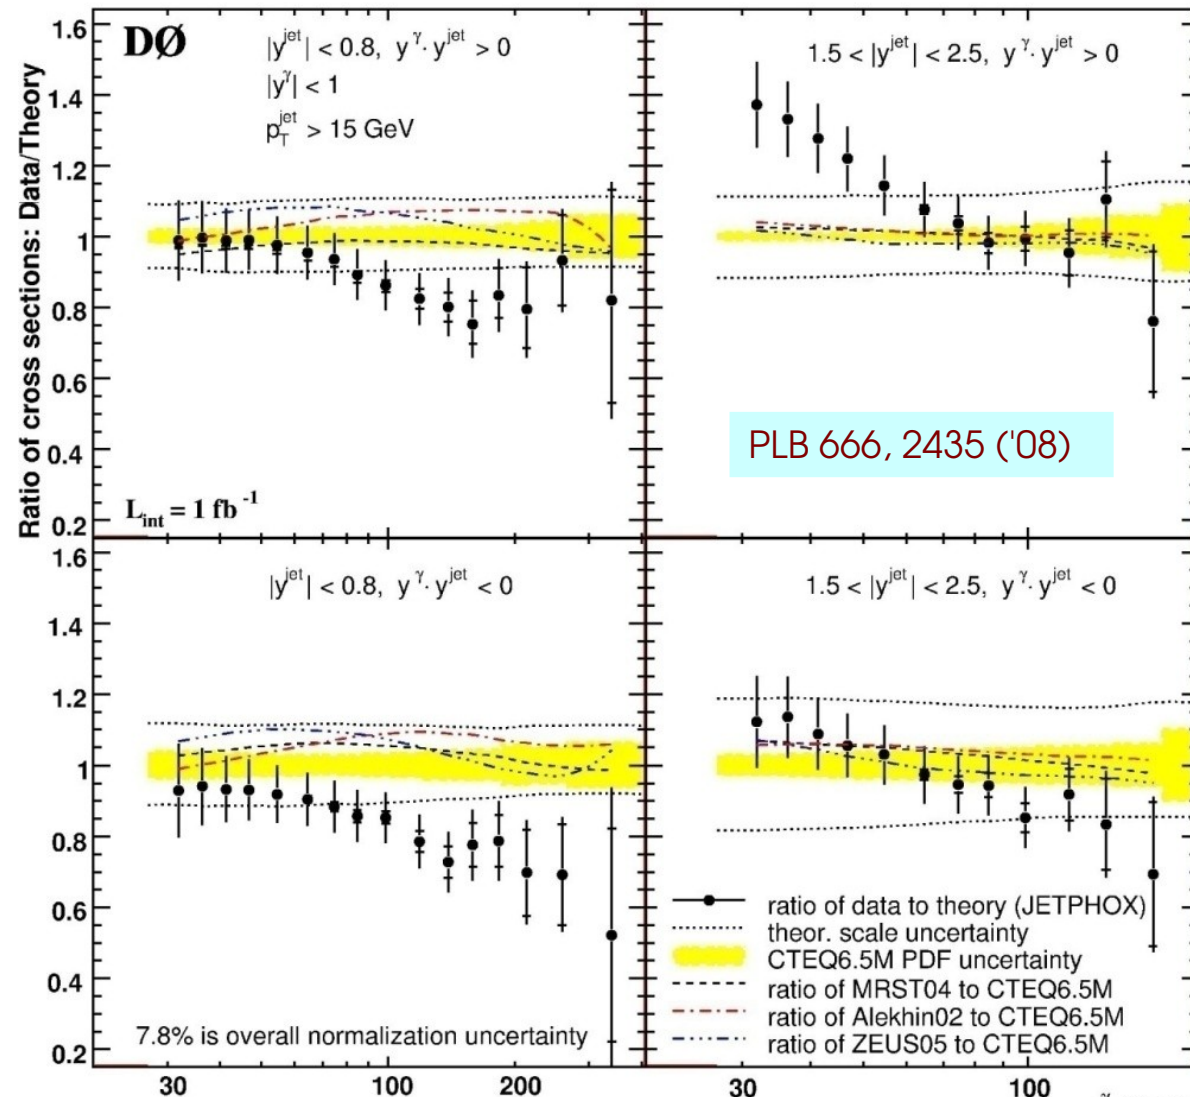 Ratio of cross sections: Data/Theory
DØ
|y^jet| < 0.8, y^γ · y^jet > 0
|y^γ| < 1
p_T^jet > 15 GeV
L_int = 1 fb^-1
1.6
1.4
1.2
1
0.8
0.6
0.4
0.2
1.5 < |y^jet| < 2.5, y^γ · y^jet > 0
PLB 666, 2435 ('08)
|y^jet| < 0.8, y^γ · y^jet < 0
1.6
1.4
1.2
1
0.8
0.6
0.4
0.2
7.8% is overall normalization uncertainty
30
100
200
1.5 < |y^jet| < 2.5, y^γ · y^jet < 0
ratio of data to theory (JETPHOX)
theor. scale uncertainty
CTEQ6.5M PDF uncertainty
ratio of MRST04 to CTEQ6.5M
ratio of Alekhin02 to CTEQ6.5M
ratio of ZEUS05 to CTEQ6.5M
30
100